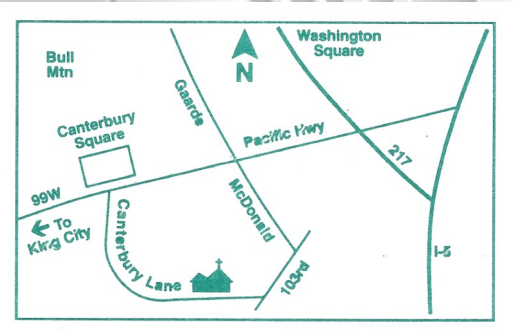 Washington
Square
Bull
Mtn
N
Gaarde
Canterbury
Square
Pacific Hwy
217
99W
McDonald
To
King City
Canterbury Lane
103rd
I-5